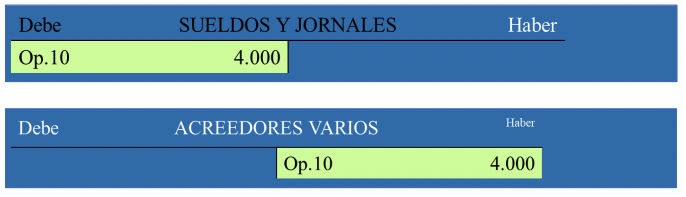 Debe SUELDOS Y JORNALES Haber
Op.10 4.000
Debe ACREEDORES VARIOS Haber
Op.10 4.000